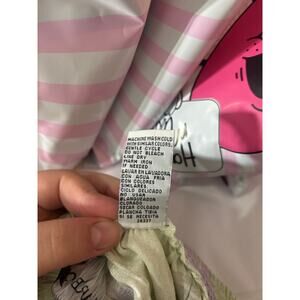 MACHINE WASH COLD
WITH SIMILAR COLORS.
GENTLE CYCLE
DO NOT BLEACH
LINE DRY
WARM IRON
IF NEEDED
LAVAR EN LAVADORA
CON AGUA FRIA
CON COLORES
SIMILARES
CICLO DELICADO
NO USAR
BLANQUEADOR
CLORADO
SECAR COLGADO
PLANCHA TIBIA
SI SE NECESITA